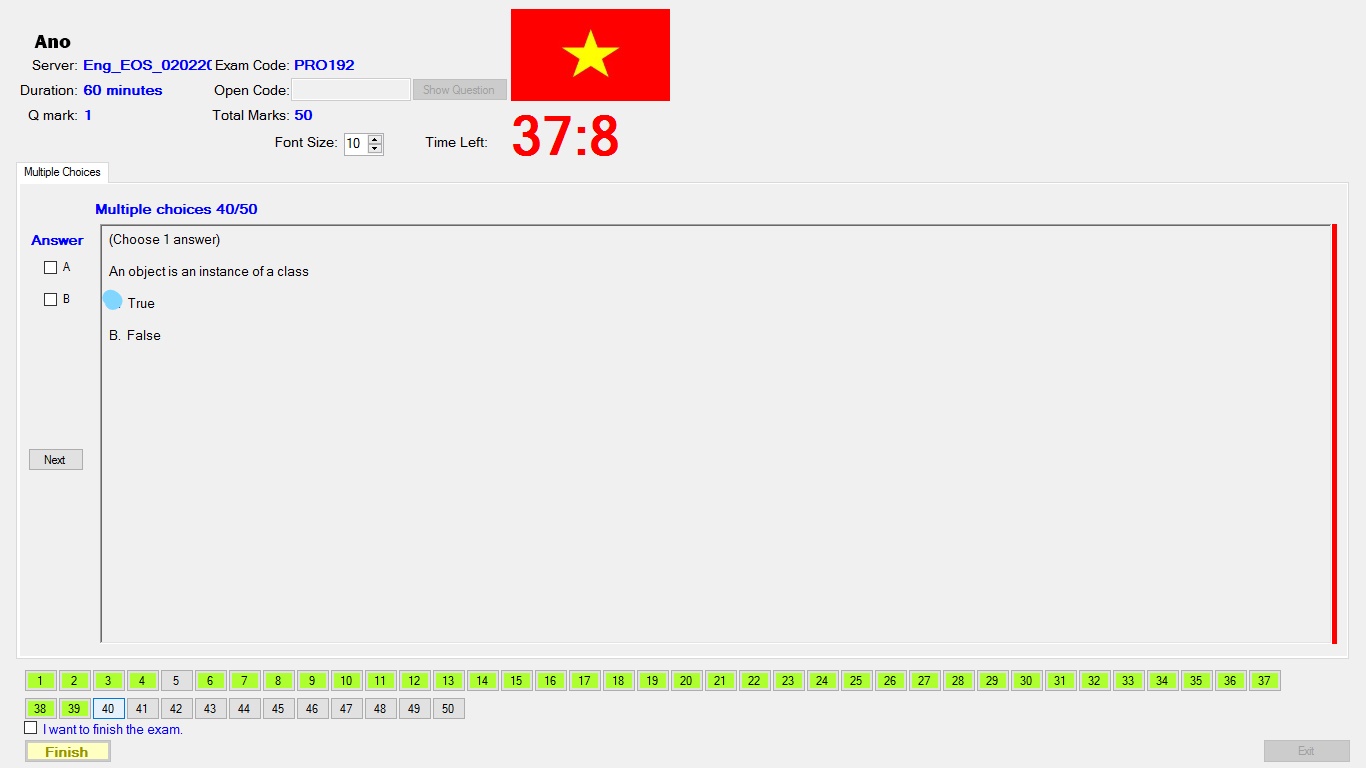 Ano
Server: Eng_EOS_020220 Exam Code: PRO192
Duration: 60 minutes Open Code: Show Question
Q mark: 1 Total Marks: 50
Font Size: 10 Time Left: 37:8
Multiple Choices
Multiple choices 40/50
Answer
(Choose 1 answer)
A
An object is an instance of a class
B
True
B. False
Next
1 2 3 4 5 6 7 8 9 10 11 12 13 14 15 16 17 18 19 20 21 22 23 24 25 26 27 28 29 30 31 32 33 34 35 36 37
38 39 40 41 42 43 44 45 46 47 48 49 50
I want to finish the exam.
Finish Exit